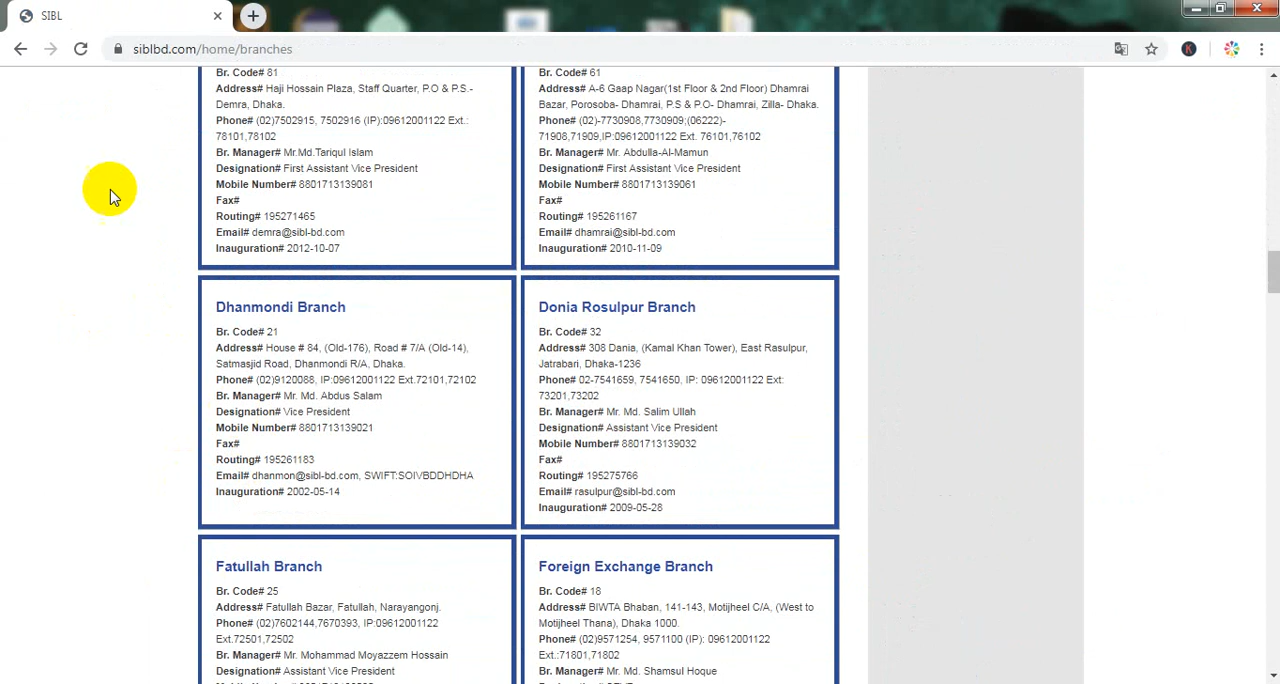 SIBL
siblbd.com/home/branches
Br. Code# 81
Address# Haji Hossain Plaza, Staff Quarter, P.O & P.S.-
Demra, Dhaka.
Phone# (02)7502915, 7502916 (IP):09612001122 Ext.:
78101,78102
Br. Manager# Mr.Md.Tariqul Islam
Designation# First Assistant Vice President
Mobile Number# 8801713139081
Fax#
Routing# 195271465
Email# demra@sibl-bd.com
Inauguration# 2012-10-07
Br. Code# 61
Address# A-6 Gaap Nagar(1st Floor & 2nd Floor) Dhamrai
Bazar, Porosoba- Dhamrai, P.S & P.O- Dhamrai, Zilla- Dhaka.
Phone# (02)-7730908,7730909;(06222)-
71908,71909,IP:09612001122 Ext. 76101,76102
Br. Manager# Mr. Abdulla-Al-Mamun
Designation# First Assistant Vice President
Mobile Number# 8801713139061
Fax#
Routing# 195261167
Email# dhamrai@sibl-bd.com
Inauguration# 2010-11-09
Dhanmondi Branch
Br. Code# 21
Address# House # 84, (Old-176), Road # 7/A (Old-14),
Satmasjid Road, Dhanmondi R/A, Dhaka.
Phone# (02)9120088, IP:09612001122 Ext.72101,72102
Br. Manager# Mr. Md. Abdus Salam
Designation# Vice President
Mobile Number# 8801713139021
Fax#
Routing# 195261183
Email# dhanmon@sibl-bd.com, SWIFT:SOIVBDDHDHA
Inauguration# 2002-05-14
Donia Rosulpur Branch
Br. Code# 32
Address# 308 Dania, (Kamal Khan Tower), East Rasulpur,
Jatrabari, Dhaka-1236
Phone# 02-7541659, 7541650, IP: 09612001122 Ext:
73201,73202
Br. Manager# Mr. Md. Salim Ullah
Designation# Assistant Vice President
Mobile Number# 8801713139032
Fax#
Routing# 195275766
Email# rasulpur@sibl-bd.com
Inauguration# 2009-05-28
Fatullah Branch
Br. Code# 25
Address# Fatullah Bazar, Fatullah, Narayangonj.
Phone# (02)7602144,7670393, IP:09612001122
Ext.72501,72502
Br. Manager# Mr. Mohammad Moyazzem Hossain
Designation# Assistant Vice President
Foreign Exchange Branch
Br. Code# 18
Address# BIWTA Bhaban, 141-143, Motijheel C/A, (West to
Motijheel Thana), Dhaka 1000.
Phone# (02)9571254, 9571100 (IP): 09612001122
Ext.:71801,71802
Br. Manager# Mr. Md. Shamsul Hoque